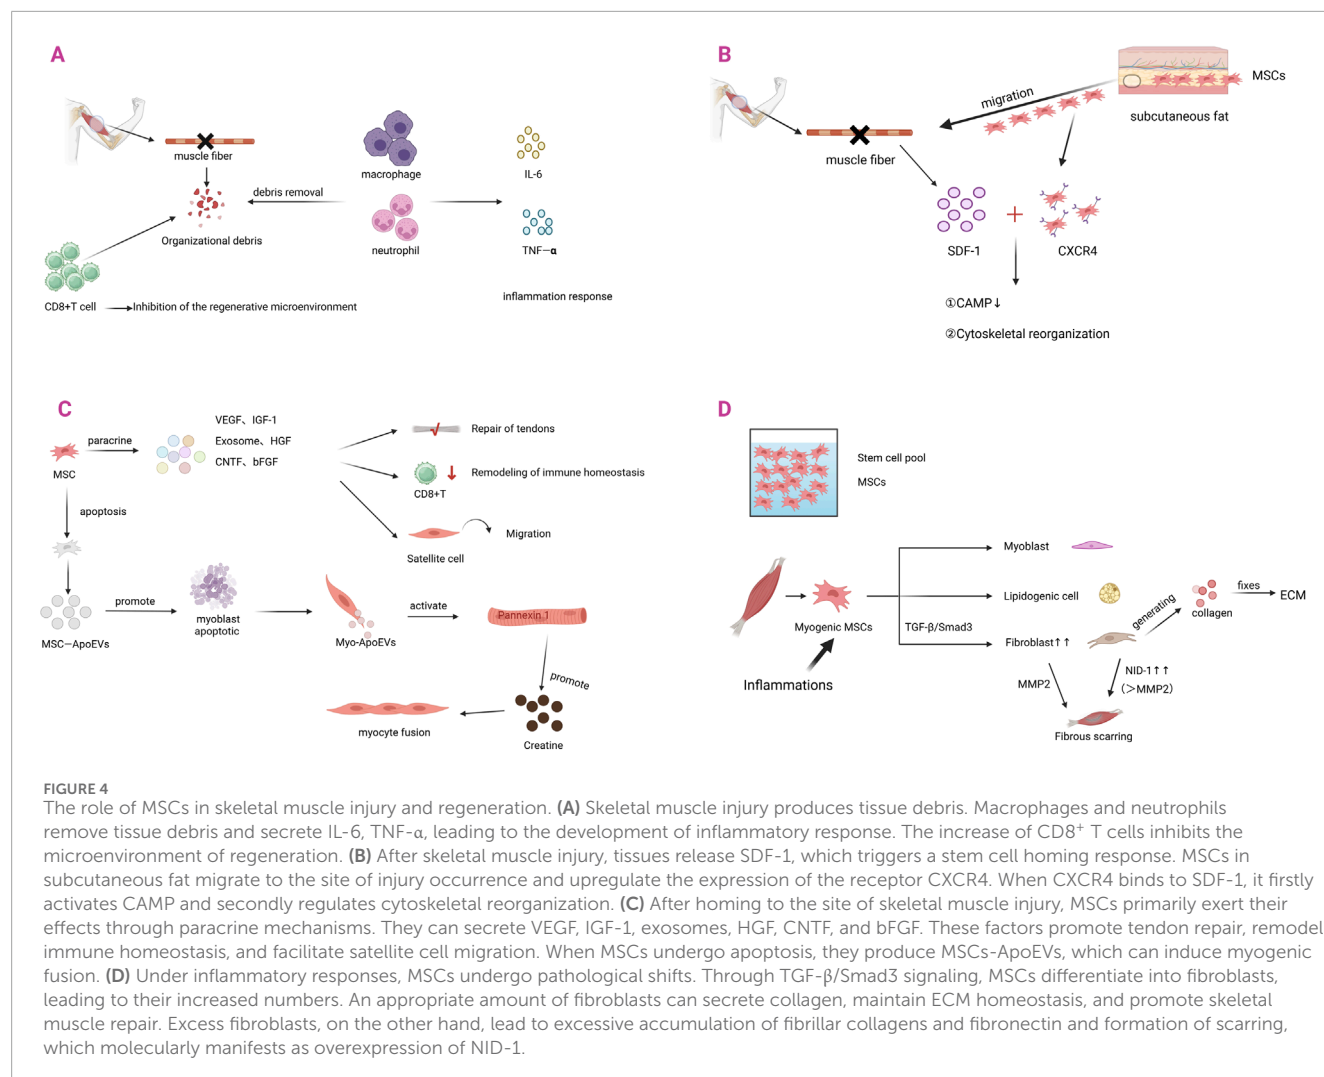 A
muscle fiber
debris removal
Organizational debris
macrophage
neutrophil
IL-6
TNF–α
inflammation response
CD8+T cell
Inhibition of the regenerative microenvironment
B
migration
MSCs
subcutaneous fat
muscle fiber
SDF-1
+
CXCR4
①CAMP↓
②Cytoskeletal reorganization
C
MSC
paracrine
VEGF、IGF-1
Exosome、HGF
CNTF、bFGF
Repair of tendons
CD8+T
Remodeling of immune homeostasis
Satellite cell
Migration
apoptosis
MSC–ApoEVs
promote
myoblast
apoptotic
Myo-ApoEVs
activate
Pannexin 1
promote
Creatine
myocyte fusion
D
Stem cell pool
MSCs
Myogenic MSCs
Inflammations
TGF-β/Smad3
Myoblast
Lipidogenic cell
Fibroblast↑↑
generating
collagen
fixes
ECM
MMP2
NID-1↑↑
(＞MMP2)
Fibrous scarring
FIGURE 4
The role of MSCs in skeletal muscle injury and regeneration. (A) Skeletal muscle injury produces tissue debris. Macrophages and neutrophils
remove tissue debris and secrete IL-6, TNF-α, leading to the development of inflammatory response. The increase of CD8⁺ T cells inhibits the
microenvironment of regeneration. (B) After skeletal muscle injury, tissues release SDF-1, which triggers a stem cell homing response. MSCs in
subcutaneous fat migrate to the site of injury occurrence and upregulate the expression of the receptor CXCR4. When CXCR4 binds to SDF-1, it firstly
activates CAMP and secondly regulates cytoskeletal reorganization. (C) After homing to the site of skeletal muscle injury, MSCs primarily exert their
effects through paracrine mechanisms. They can secrete VEGF, IGF-1, exosomes, HGF, CNTF, and bFGF. These factors promote tendon repair, remodel
immune homeostasis, and facilitate satellite cell migration. When MSCs undergo apoptosis, they produce MSCs-ApoEVs, which can induce myogenic
fusion. (D) Under inflammatory responses, MSCs undergo pathological shifts. Through TGF-β/Smad3 signaling, MSCs differentiate into fibroblasts,
leading to their increased numbers. An appropriate amount of fibroblasts can secrete collagen, maintain ECM homeostasis, and promote skeletal
muscle repair. Excess fibroblasts, on the other hand, lead to excessive accumulation of fibrillar collagens and fibronectin and formation of scarring,
which molecularly manifests as overexpression of NID-1.